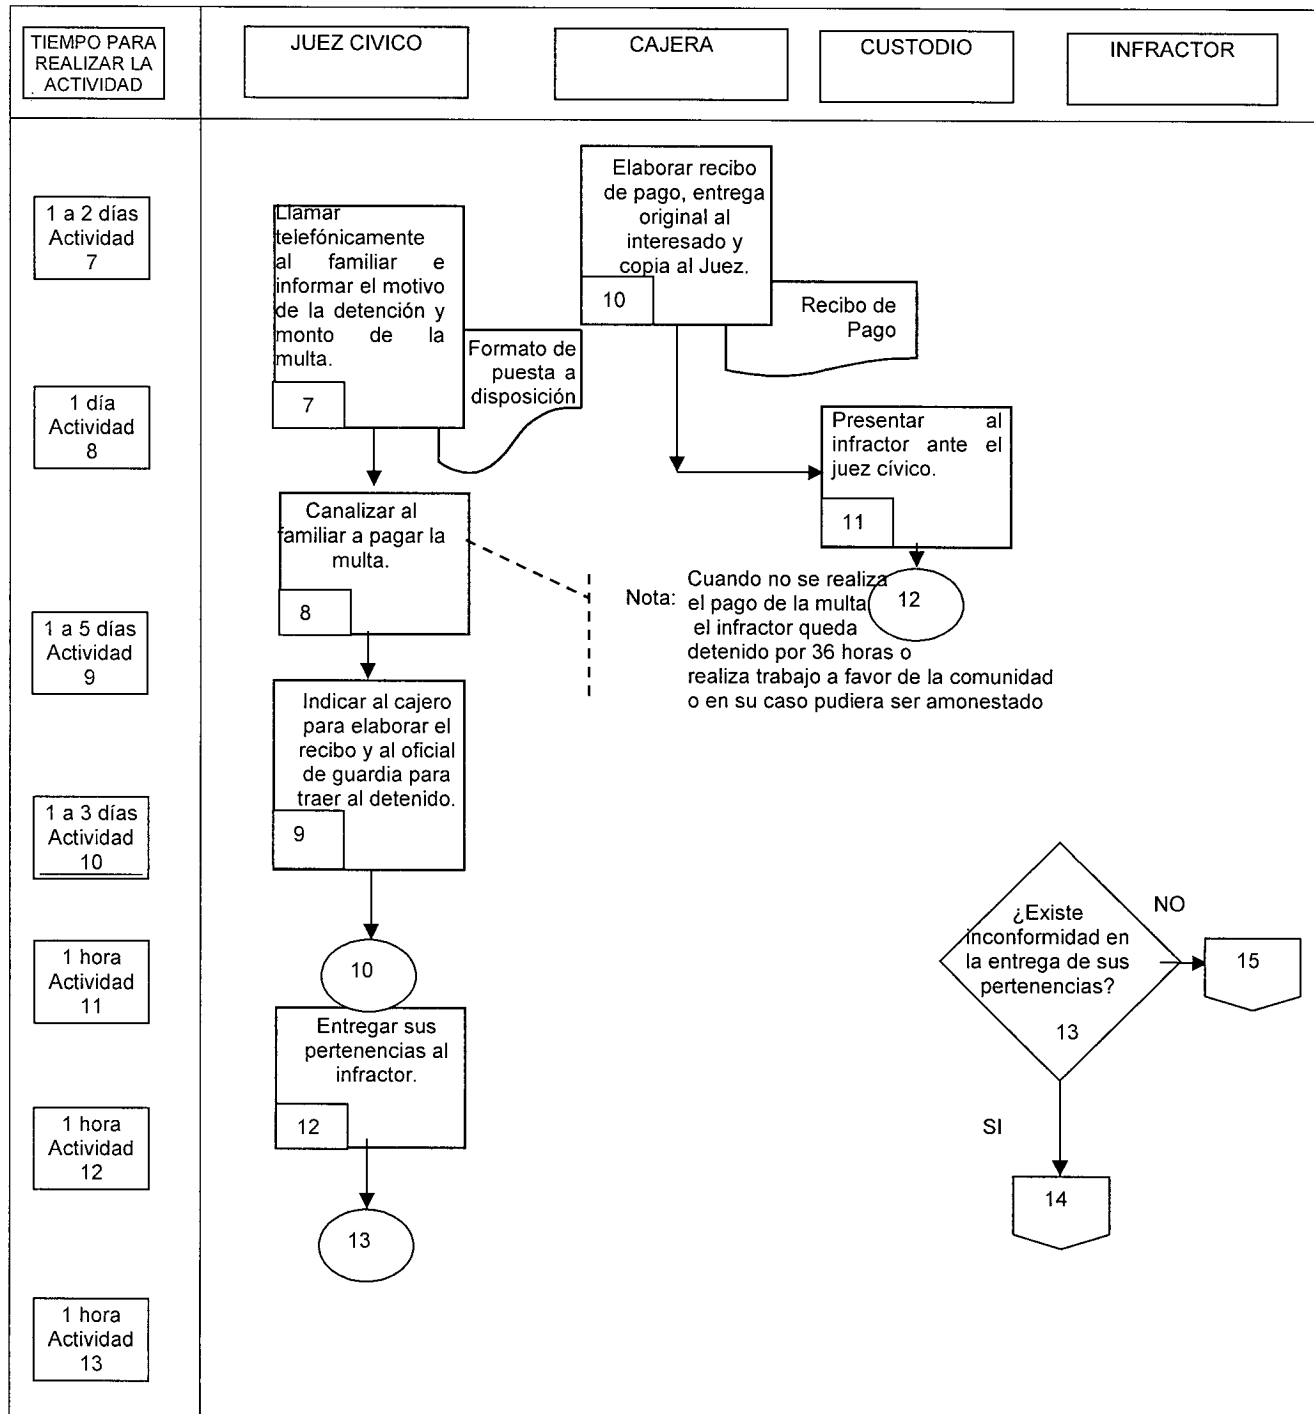 TIEMPO PARA
REALIZAR LA
ACTIVIDAD
JUEZ CIVICO
CAJERA
CUSTODIO
INFRACTOR
1 a 2 días
Actividad
7
1 día
Actividad
8
1 a 5 días
Actividad
9
1 a 3 días
Actividad
10
1 hora
Actividad
11
1 hora
Actividad
12
1 hora
Actividad
13
Llamar
telefónicamente
al familiar e
informar el motivo
de la detención y
monto de la
multa.
7
Formato de
puesta a
disposición
Canalizar al
familiar a pagar la
multa.
8
Nota: Cuando no se realiza
el pago de la multa
el infractor queda
detenido por 36 horas o
realiza trabajo a favor de la comunidad
o en su caso pudiera ser amonestado
Indicar al cajero
para elaborar el
recibo y al oficial
de guardia para
traer al detenido.
9
10
Entregar sus
pertenencias al
infractor.
12
13
Elaborar recibo
de pago, entrega
original al
interesado y
copia al Juez.
10
Recibo de
Pago
Presentar al
infractor ante el
juez cívico.
11
12
¿Existe
inconformidad en
la entrega de sus
pertenencias?
13
NO
15
SI
14